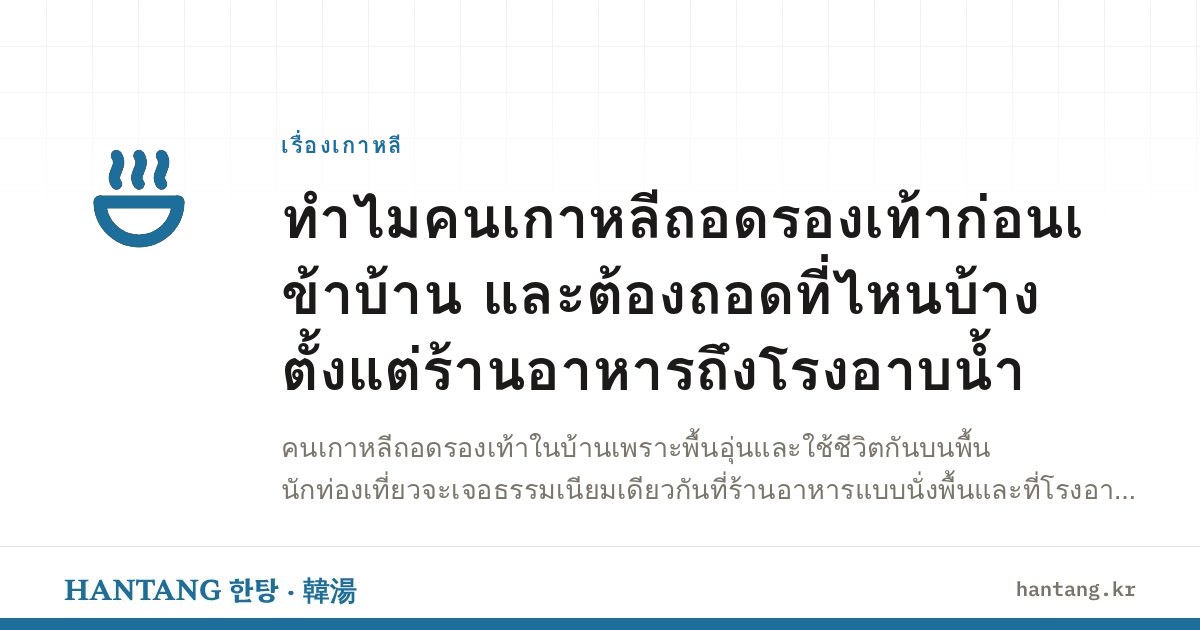 เรื่องเกาหลี
ทำไมคนเกาหลีถอดรองเท้าก่อนเ
ข้าบ้าน และต้องถอดที่ไหนบ้าง
ตั้งแต่ร้านอาหารถึงโรงอาบน้ำ
คนเกาหลีถอดรองเท้าในบ้านเพราะพื้นอุ่นและใช้ชีวิตกันบนพื้น
นักท่องเที่ยวจะเจอธรรมเนียมเดียวกันที่ร้านอาหารแบบนั่งพื้นและที่โรงอา...
HANTANG 한탕 · 韓湯
hantang.kr